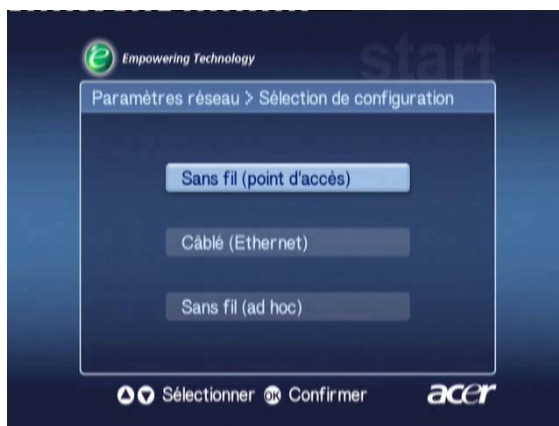 Empowering Technology
start
Paramètres réseau > Sélection de configuration
Sans fil (point d'accès)
Câblé (Ethernet)
Sans fil (ad hoc)
Sélectionner OK Confirmer
acer